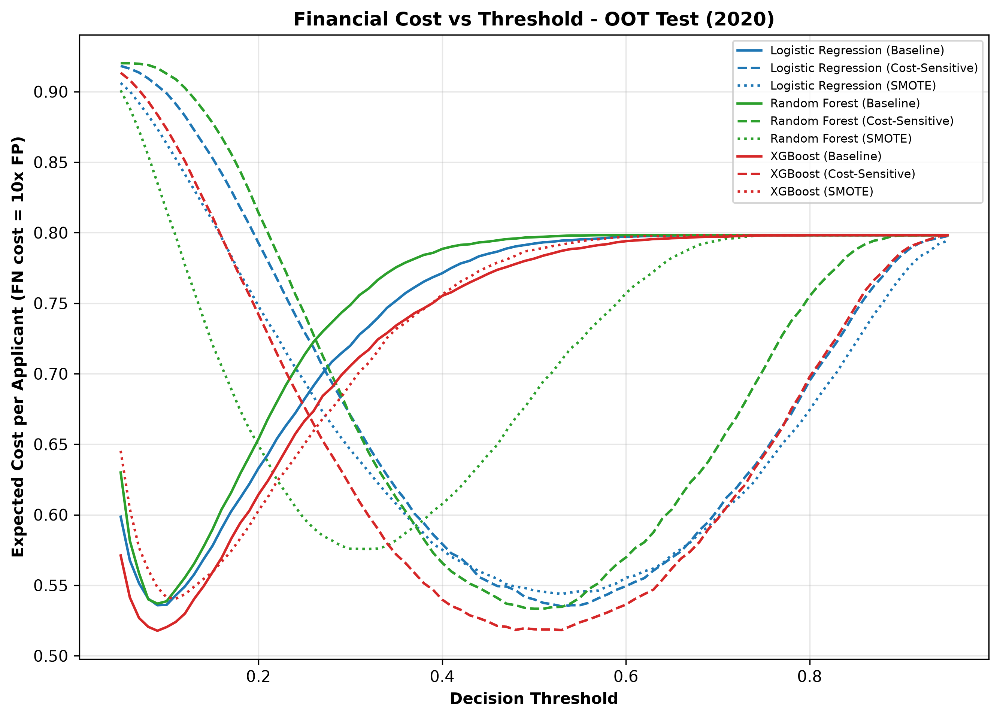 Financial Cost vs Threshold - OOT Test (2020)
Expected Cost per Applicant (FN cost = 10x FP)
0.90
0.85
0.80
0.75
0.70
0.65
0.60
0.55
0.50
Logistic Regression (Baseline)
Logistic Regression (Cost-Sensitive)
Logistic Regression (SMOTE)
Random Forest (Baseline)
Random Forest (Cost-Sensitive)
Random Forest (SMOTE)
XGBoost (Baseline)
XGBoost (Cost-Sensitive)
XGBoost (SMOTE)
0.2 0.4 0.6 0.8
Decision Threshold